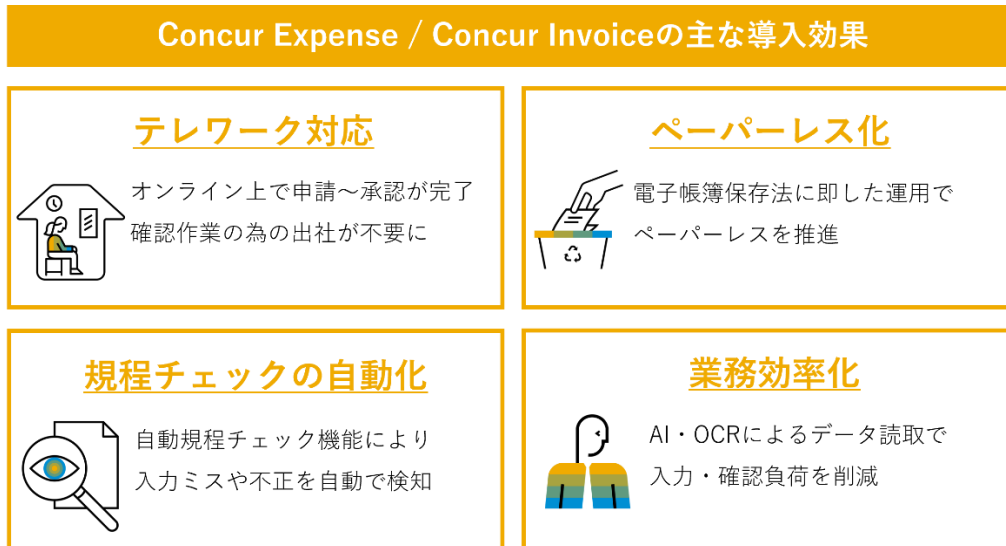 Concur Expense / Concur Invoiceの主な導入効果
テレワーク対応
オンライン上で申請～承認が完了
確認作業の為の出社が不要に
ペーパーレス化
電子帳簿保存法に即した運用で
ペーパーレスを推進
規程チェックの自動化
自動規程チェック機能により
入力ミスや不正を自動で検知
業務効率化
AI・OCRによるデータ読取で
入力・確認負荷を削減